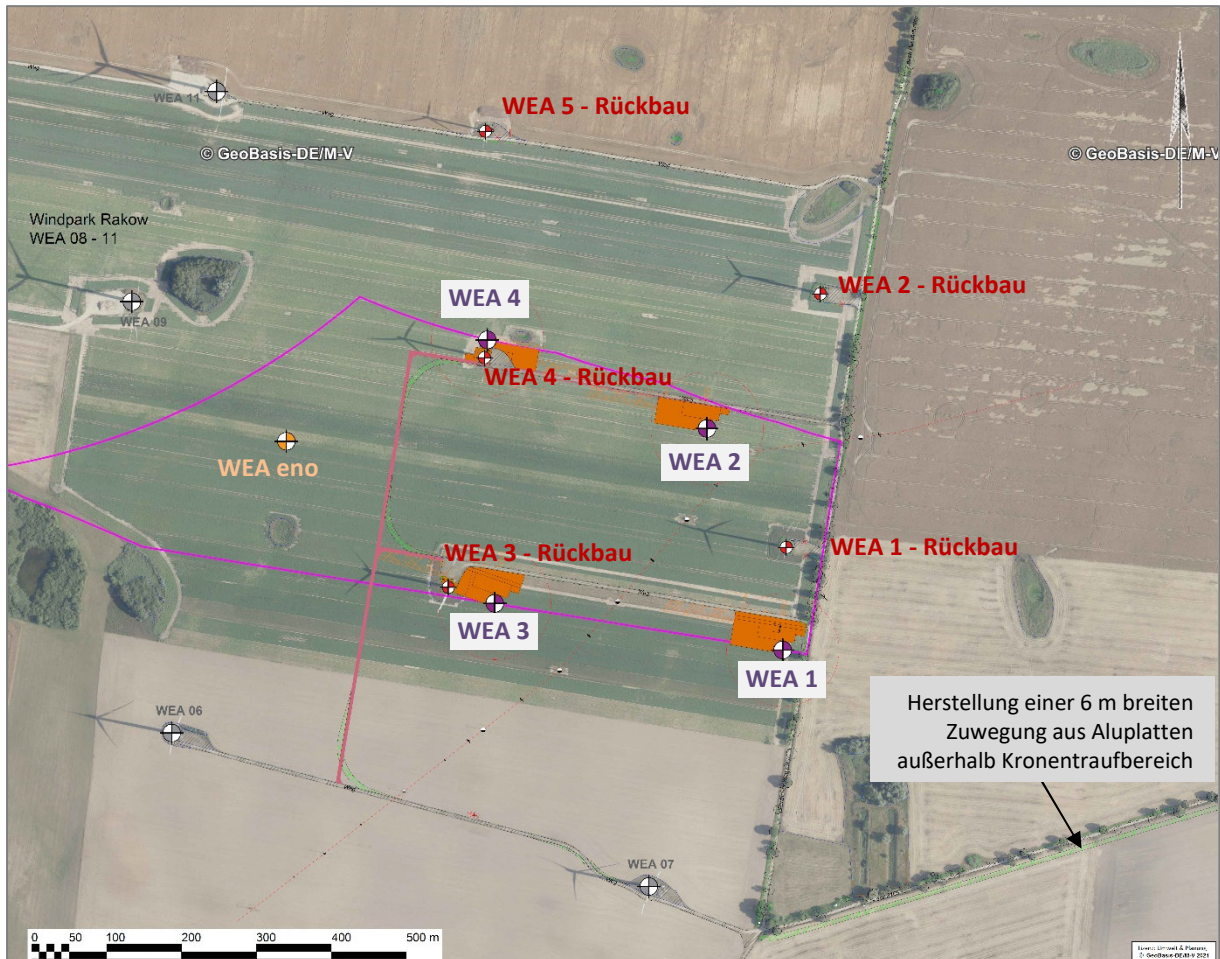 WEA 11
WEA 5 - Rückbau
© GeoBasis-DE/M-V
© GeoBasis-DE/M-V
Windpark Rakow
WEA 08 - 11
WEA 2 - Rückbau
WEA 4
WEA 09
WEA 4 - Rückbau
WEA 2
WEA eno
WEA 3 - Rückbau
WEA 1 - Rückbau
WEA 3
WEA 1
Herstellung einer 6 m breiten
Zuwegung aus Aluplatten
außerhalb Kronentraufbereich
WEA 06
WEA 07
0 50 100 200 300 400 500 m
© GeoBasis-DE/M-V 2021